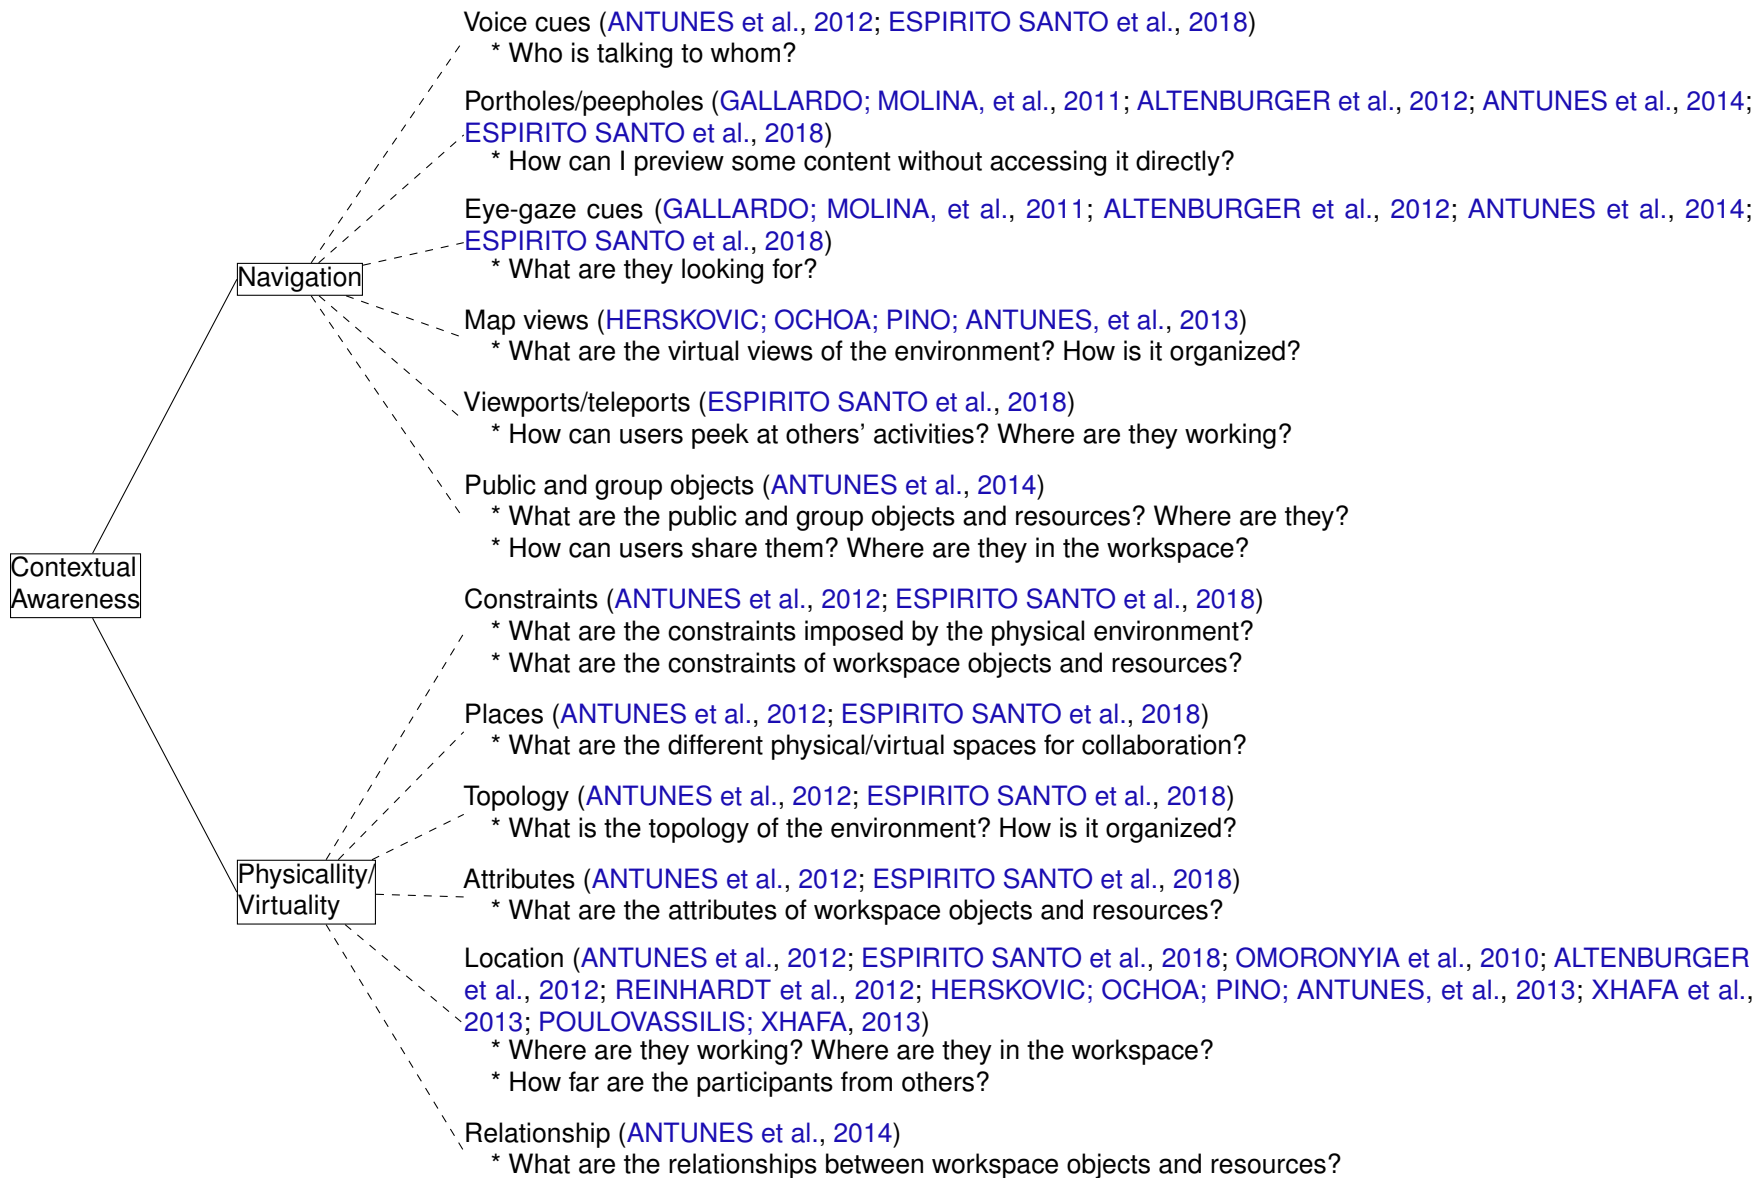 Voice cues (ANTUNES et al., 2012; ESPIRITO SANTO et al., 2018)
* Who is talking to whom?
Portholes/peepholes (GALLARDO; MOLINA, et al., 2011; ALTENBURGER et al., 2012; ANTUNES et al., 2014;
ESPIRITO SANTO et al., 2018)
* How can I preview some content without accessing it directly?
Eye-gaze cues (GALLARDO; MOLINA, et al., 2011; ALTENBURGER et al., 2012; ANTUNES et al., 2014;
ESPIRITO SANTO et al., 2018)
* What are they looking for?
Navigation
Map views (HERSKOVIC; OCHOA; PINO; ANTUNES, et al., 2013)
* What are the virtual views of the environment? How is it organized?
Viewports/teleports (ESPIRITO SANTO et al., 2018)
* How can users peek at others’ activities? Where are they working?
Public and group objects (ANTUNES et al., 2014)
* What are the public and group objects and resources? Where are they?
* How can users share them? Where are they in the workspace?
Contextual
Awareness
Constraints (ANTUNES et al., 2012; ESPIRITO SANTO et al., 2018)
* What are the constraints imposed by the physical environment?
* What are the constraints of workspace objects and resources?
Places (ANTUNES et al., 2012; ESPIRITO SANTO et al., 2018)
* What are the different physical/virtual spaces for collaboration?
Topology (ANTUNES et al., 2012; ESPIRITO SANTO et al., 2018)
* What is the topology of the environment? How is it organized?
Physicallity/
Virtuality
Attributes (ANTUNES et al., 2012; ESPIRITO SANTO et al., 2018)
* What are the attributes of workspace objects and resources?
Location (ANTUNES et al., 2012; ESPIRITO SANTO et al., 2018; OMORONYIA et al., 2010; ALTENBURGER
et al., 2012; REINHARDT et al., 2012; HERSKOVIC; OCHOA; PINO; ANTUNES, et al., 2013; XHAFA et al.,
2013; POULOVASSILIS; XHAFA, 2013)
* Where are they working? Where are they in the workspace?
* How far are the participants from others?
Relationship (ANTUNES et al., 2014)
* What are the relationships between workspace objects and resources?